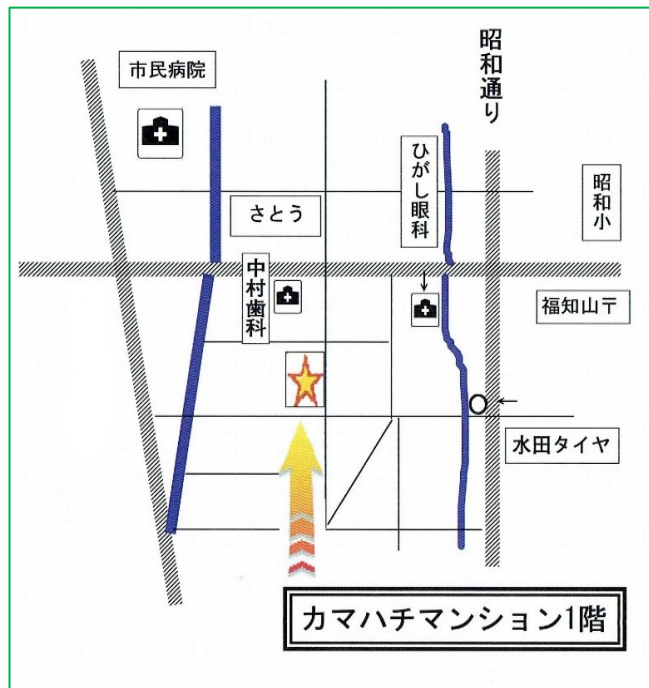 昭和通り
市民病院
ひがし眼科
昭和小
さとう
中村歯科
福知山〒
水田タイヤ
カマハチマンション1階